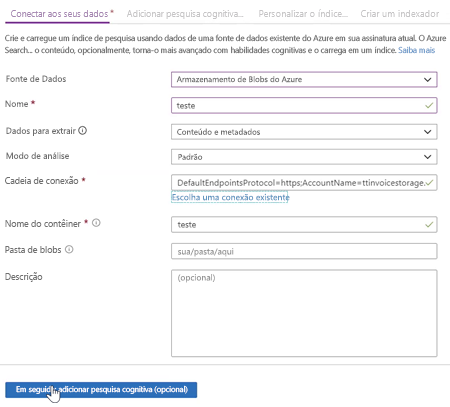 Conectar aos seus dados * Adicionar pesquisa cognitiva... Personalizar o índice... Criar um indexador
Crie e carregue um índice de pesquisa usando dados de uma fonte de dados existente do Azure em sua assinatura atual. O Azure
Search... o conteúdo, opcionalmente, torna-o mais avançado com habilidades cognitivas e o carrega em um índice. Saiba mais
Fonte de Dados Armazenamento de Blobs do Azure
Nome * teste
Dados para extrair Conteúdo e metadados
Modo de análise Padrão
Cadeia de conexão * DefaultEndpointsProtocol=https;AccountName=ttinvoicestorage.
Escolha uma conexão existente
Nome do contêiner * teste
Pasta de blobs sua/pasta/aqui
Descrição (opcional)
Em seguida, adicionar pesquisa cognitiva (opcional)